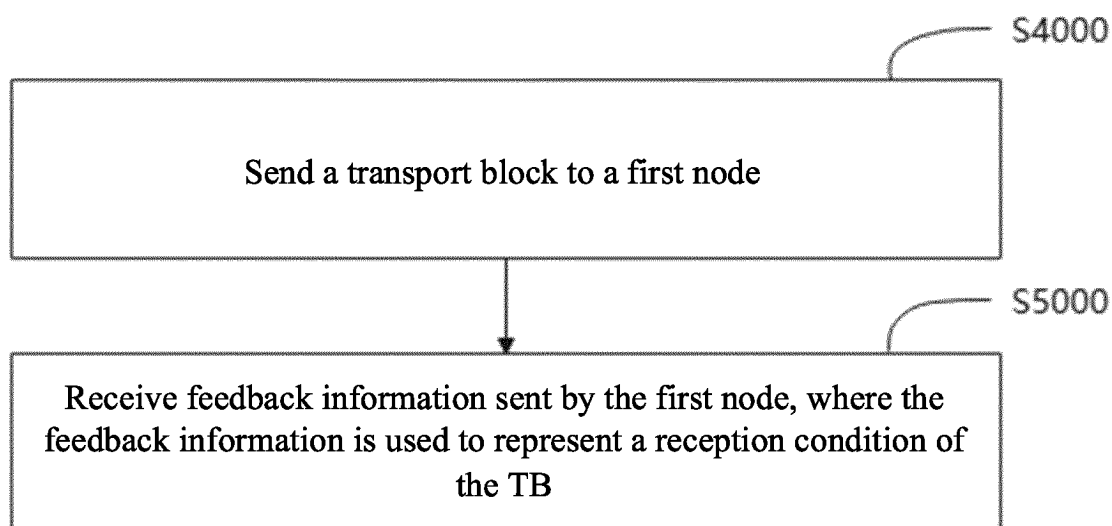 S4000
Send a transport block to a first node
S5000
Receive feedback information sent by the first node, where the
feedback information is used to represent a reception condition of
the TB